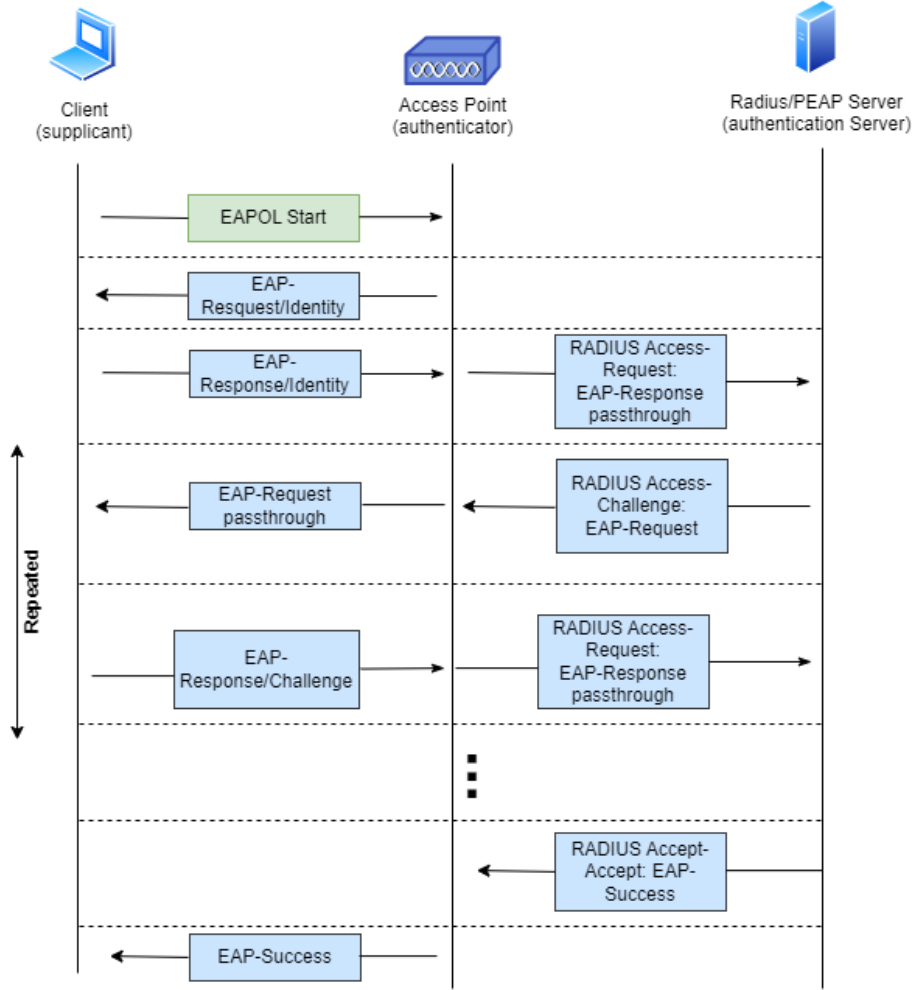 Client
(supplicant)
Access Point
(authenticator)
Radius/PEAP Server
(authentication Server)
EAPOL Start
EAP-
Resquest/Identity
EAP-
Response/Identity
RADIUS Access-
Request:
EAP-Response
passthrough
Repeated
EAP-Request
passthrough
RADIUS Access-
Challenge:
EAP-Request
EAP-
Response/Challenge
RADIUS Access-
Request:
EAP-Response
passthrough
RADIUS Accept-
Accept: EAP-
Success
EAP-Success